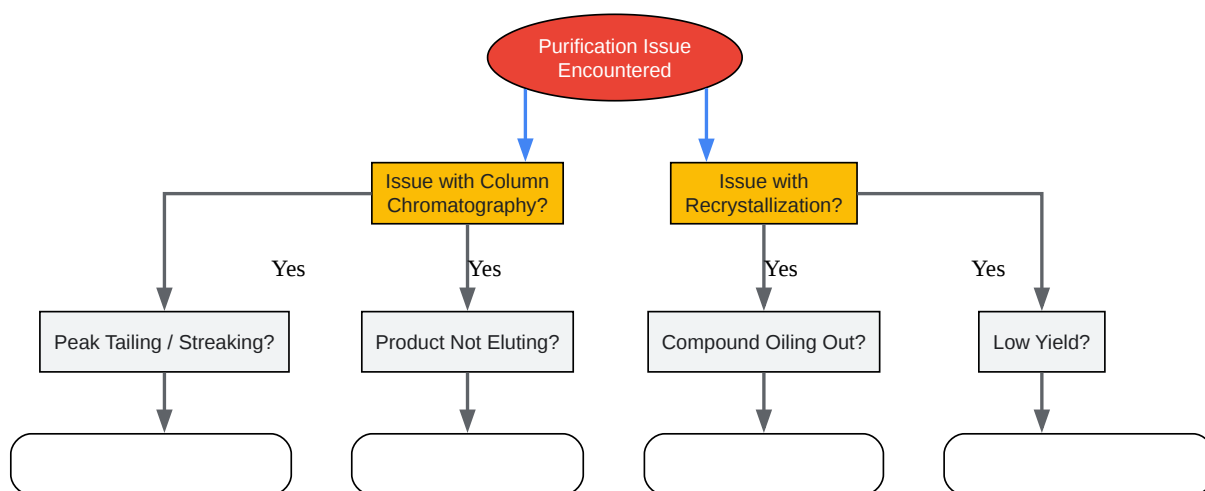 Purification Issue
Encountered
Issue with Column
Chromatography?
Issue with
Recrystallization?
Yes
Yes
Yes
Yes
Peak Tailing / Streaking?
Product Not Eluting?
Compound Oiling Out?
Low Yield?